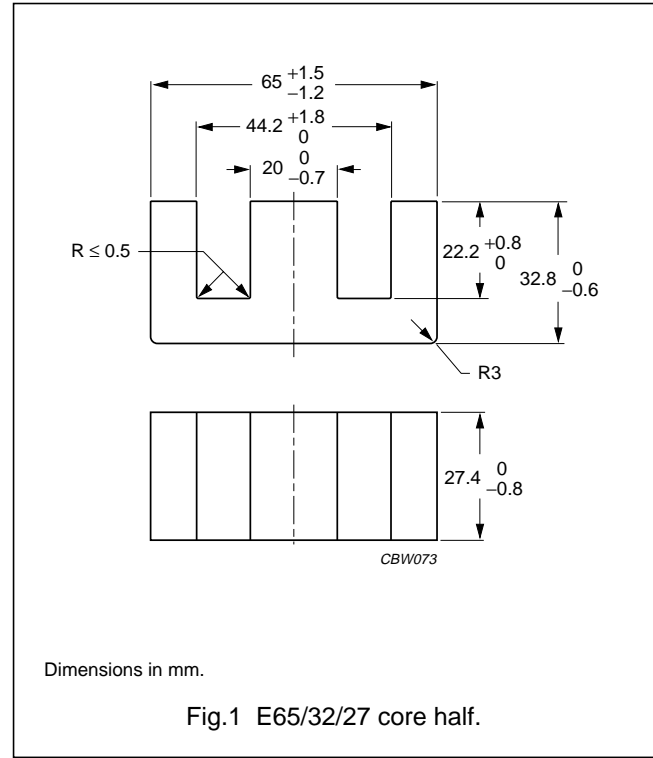 65 +1.5
−1.2
44.2 +1.8
0
20 0
−0.7
R ≤ 0.5
22.2 +0.8
0
32.8 0
−0.6
R3
27.4 0
−0.8
CBW073
Dimensions in mm.
Fig.1 E65/32/27 core half.